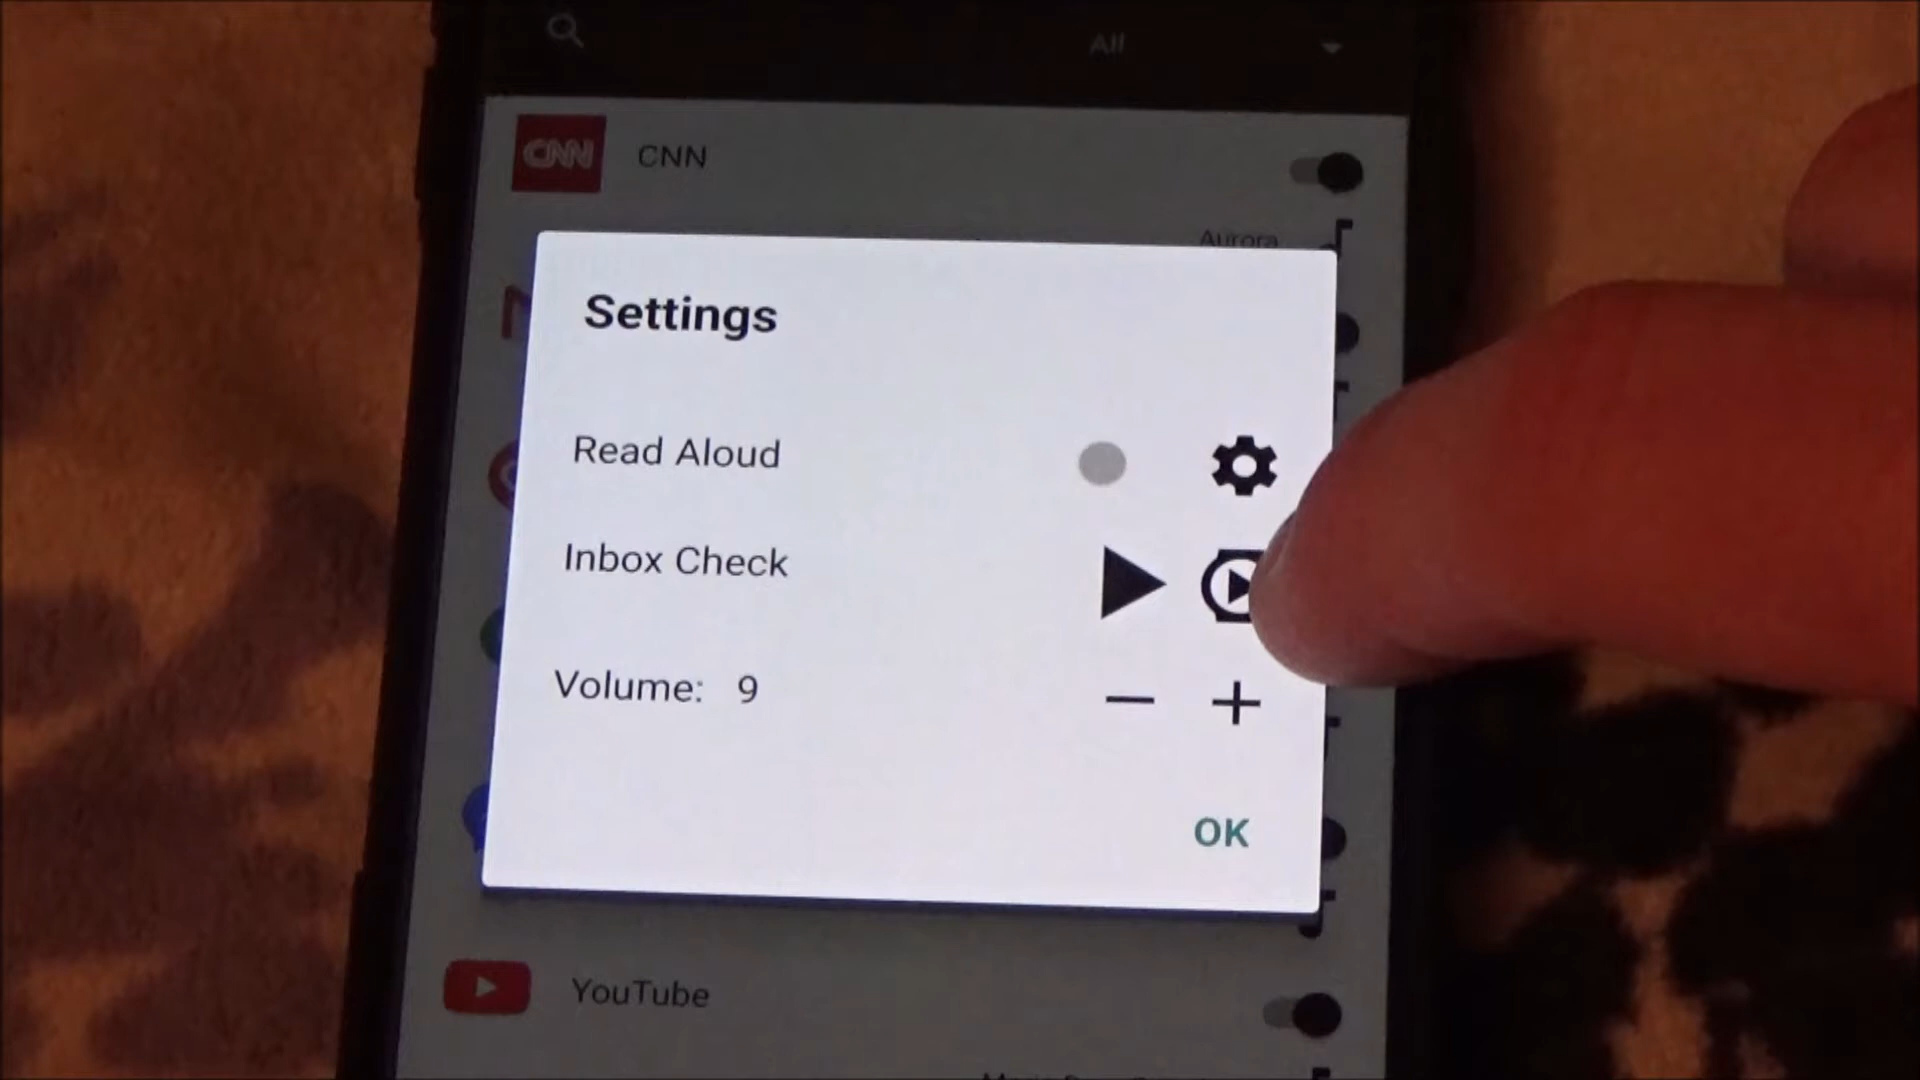 All
CNN
CNN
Aurora
Settings
Read Aloud
Inbox Check
Volume: 9
OK
YouTube